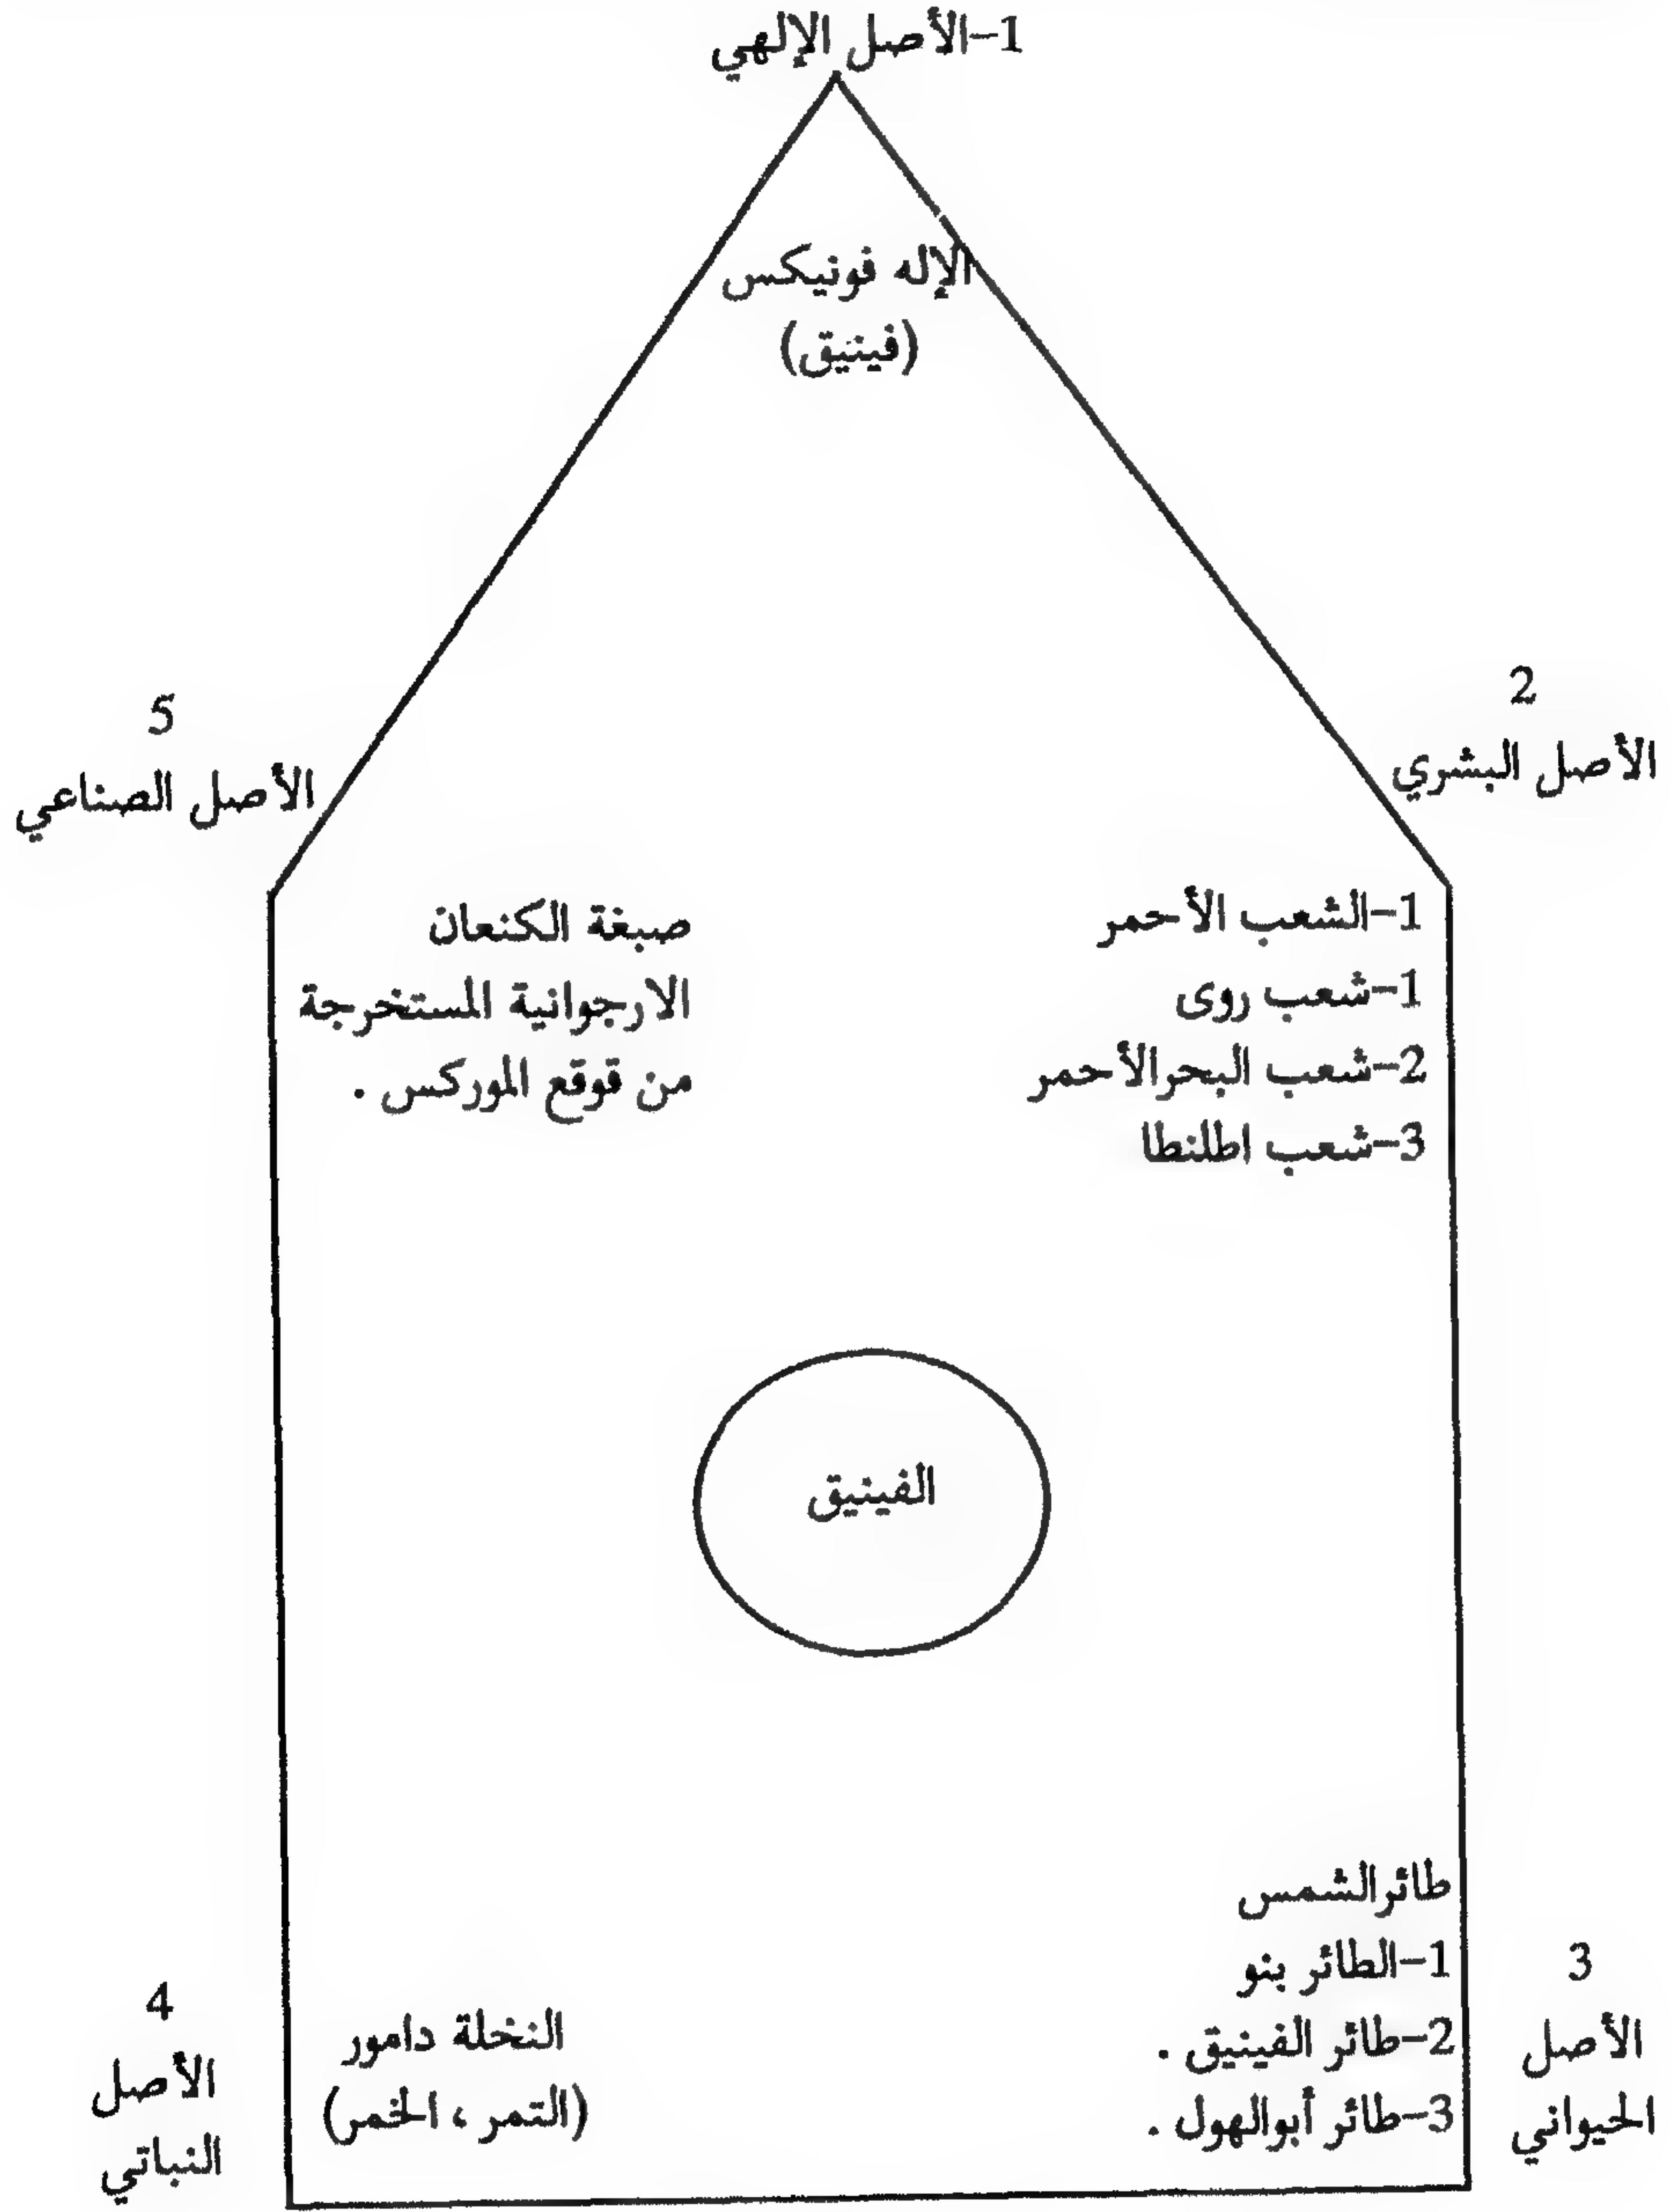 1-الأصل الإلهي
الإله فونيكس
(فينيق)
2
الأصل البشري
1-الشعب الأحمر
1-شعب روى
2-شعب البحرالأحمر
3-شعب اطلنطا
5
الأصل الصناعي
صبغة الكنعان
الارجوانية المستخرجة
من قوقع الموركس .
الفينيق
3
الأصل
الحيواني
طائرالشمس
1-الطائر بنو
2-طائر الفينيق .
3-طائر أبوالهول .
4
الأصل
النباتي
النخلة دامور
(التمر ، الخمر)